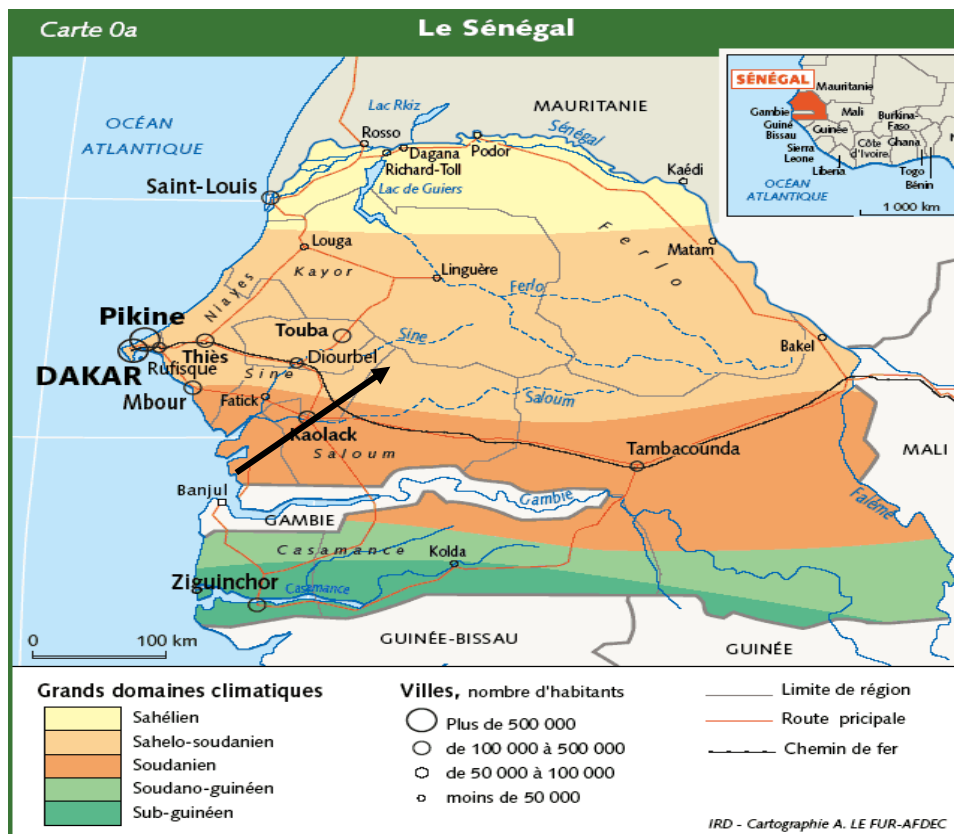 Carte 0a
Le Sénégal
SÉNÉGAL
Mauritanie
Mali
Gambie
Guiné
Bissau
Sierra
Leone
Guinée
Burkina-
Faso
Côte
d'Ivoire
Ghana
Liberia
Togo
Bénin
OCÉAN
ATLANTIQUE
1 000 km
OCÉAN
ATLANTIQUE
Lac Rkiz
MAURITANIE
Rosso
Dagana
Richard-Toll
Podor
Sénégal
Lac de Guiers
Kaédi
Saint-Louis
Louga
Kayor
Linguère
Ferlo
Matam
Niayes
Ferlo
Pikine
DAKAR
Rufisque
Thiès
Touba
Sine
Diourbel
Sine
Bakel
Mbour
Fatick
Saloum
Kaolack
Saloum
Tambacounda
MALI
Banjul
GAMBIE
Gambie
Falémé
Casamance
Kolda
Ziguinchor
Casamance
GUINÉE-BISSAU
GUINÉE
0
100 km
Grands domaines climatiques
Sahélien
Sahelo-soudanien
Soudanien
Soudano-guinéen
Sub-guinéen
Villes, nombre d'habitants
Plus de 500 000
de 100 000 à 500 000
de 50 000 à 100 000
moins de 50 000
Limite de région
Route pricipale
Chemin de fer
IRD - Cartographie A. LE FUR-AFDEC